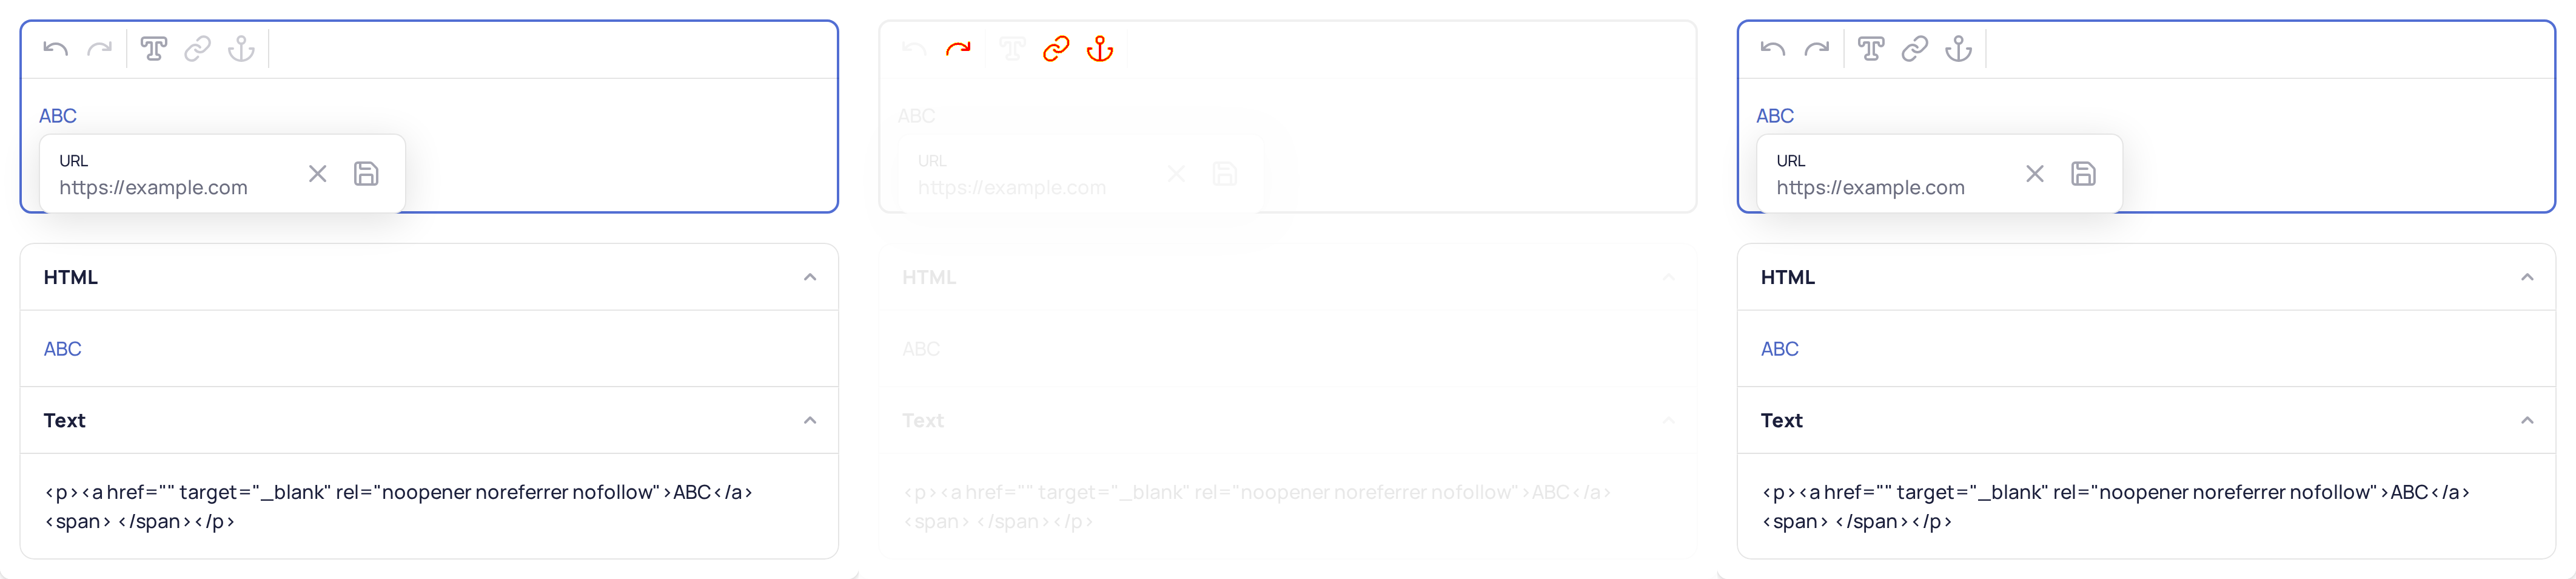 ABC
URL
https://example.com
HTML
ABC
Text
<p><a href="" target="_blank" rel="noopener noreferrer nofollow">ABC</a>
<span> </span></p>
ABC
URL
https://example.com
HTML
ABC
Text
<p><a href="" target="_blank" rel="noopener noreferrer nofollow">ABC</a>
<span> </span></p>
ABC
URL
https://example.com
HTML
ABC
Text
<p><a href="" target="_blank" rel="noopener noreferrer nofollow">ABC</a>
<span> </span></p>